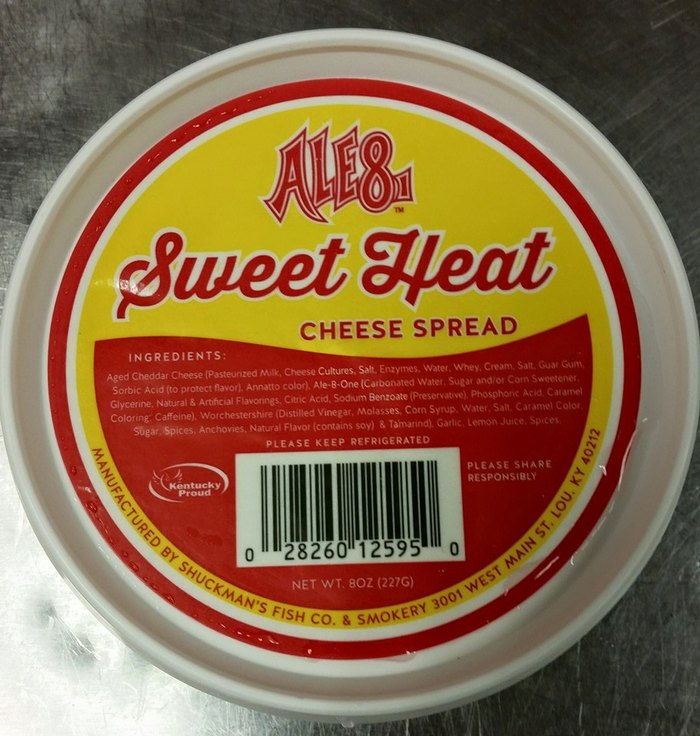 ALE81
TM
Sweet Heat
CHEESE SPREAD
INGREDIENTS:
Aged Cheddar Cheese (Pasteurized Milk, Cheese Cultures, Salt, Enzymes, Water, Whey, Cream, Salt, Guar Gum,
Sorbic Acid (to protect flavor), Annatto color), Ale-8-One (Carbonated Water, Sugar and/or Corn Sweetener,
Glycerine, Natural & Artificial Flavorings, Citric Acid, Sodium Benzoate (Preservative), Phosphoric Acid, Caramel
Coloring, Caffeine), Worchestershire (Distilled Vinegar, Molasses, Corn Syrup, Water, Salt, Caramel Color,
Sugar, Spices, Anchovies, Natural Flavor (contains soy) & Tamarind), Garlic, Lemon Juice, Spices
PLEASE KEEP REFRIGERATED
Kentucky
Proud
PLEASE SHARE
RESPONSIBLY
0 28260 12595 0
NET WT. 8OZ (227G)
MANUFACTURED BY SHUCKMAN'S FISH CO. & SMOKERY 3001 WEST MAIN ST. LOU. KY 40212